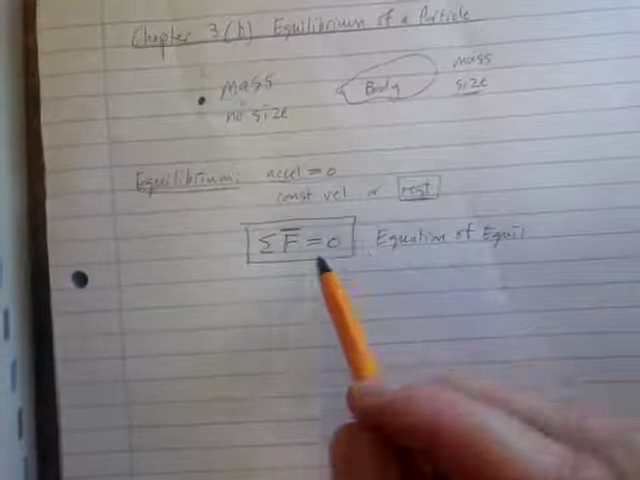 Chapter 3(h) Equilibrium of a Particle
• mass
no size
Body
mass
size
Equilibrium: accel = 0
const vel or rest
Σ F̅ = 0 Equation of Equil